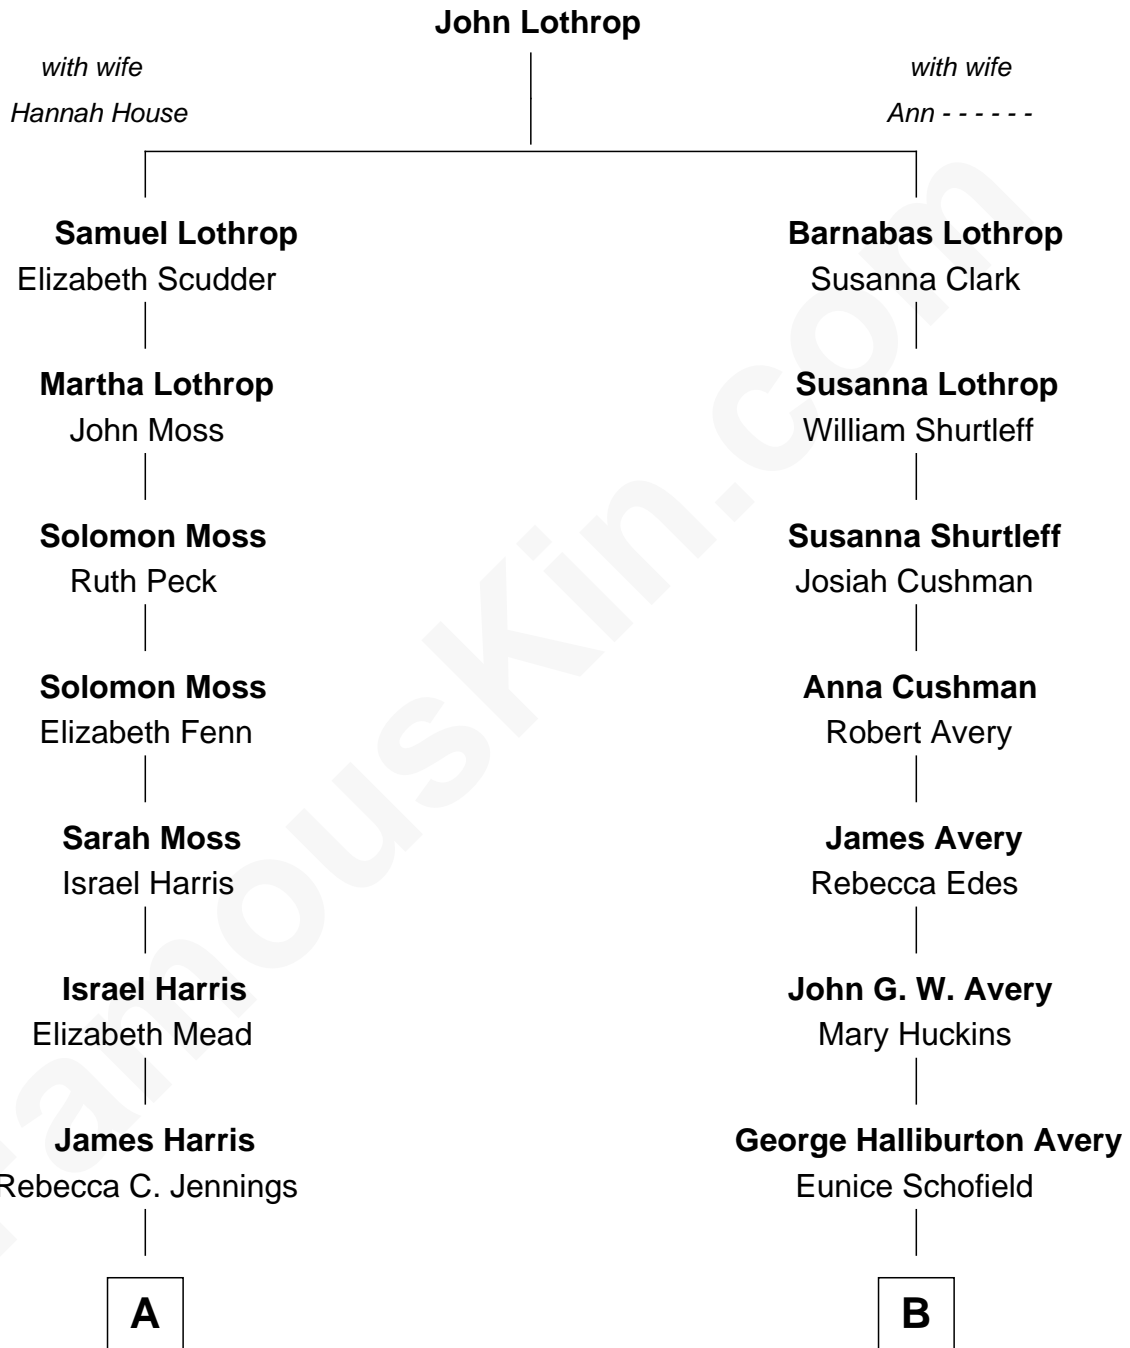 John Lothrop
with wife
Hannah House
with wife
Ann - - - - - -
Samuel Lothrop
Elizabeth Scudder
Barnabas Lothrop
Susanna Clark
Martha Lothrop
John Moss
Susanna Lothrop
William Shurtleff
Solomon Moss
Ruth Peck
Susanna Shurtleff
Josiah Cushman
Solomon Moss
Elizabeth Fenn
Anna Cushman
Robert Avery
Sarah Moss
Israel Harris
James Avery
Rebecca Edes
Israel Harris
Elizabeth Mead
John G. W. Avery
Mary Huckins
James Harris
Rebecca C. Jennings
George Halliburton Avery
Eunice Schofield
A
B
FamousKin.com